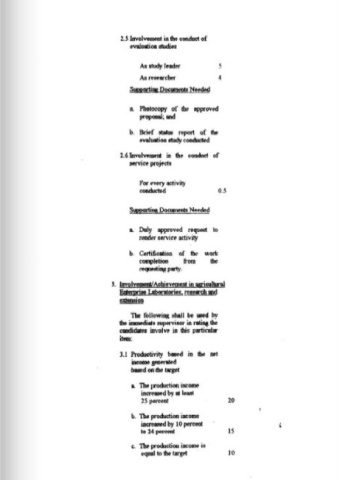 2.5 Involvement in the conduct of
evaluation studies
As study leader 5
As researcher 4
Supporting Documents Needed
a. Photocopy of the approved
proposal; and
b. Brief status report of the
evaluation study conducted
2.6 Involvement in the conduct of
service projects
For every activity
conducted 0.5
Supporting Documents Needed
a. Duly approved request to
render service activity
b. Certification of the work
completion from the
requesting party.
3. Involvement/Achievement in agricultural
Enterprise Laboratories, research and
extension
The following shall be used by
the immediate supervisor in rating the
candidates involve in this particular
item:
3.1 Productivity based in the net
income generated
based on the target
a. The production income
increased by at least
25 percent 20
b. The production income
increased by 10 percent
to 24 percent 15
c. The production income is
equal to the target 10